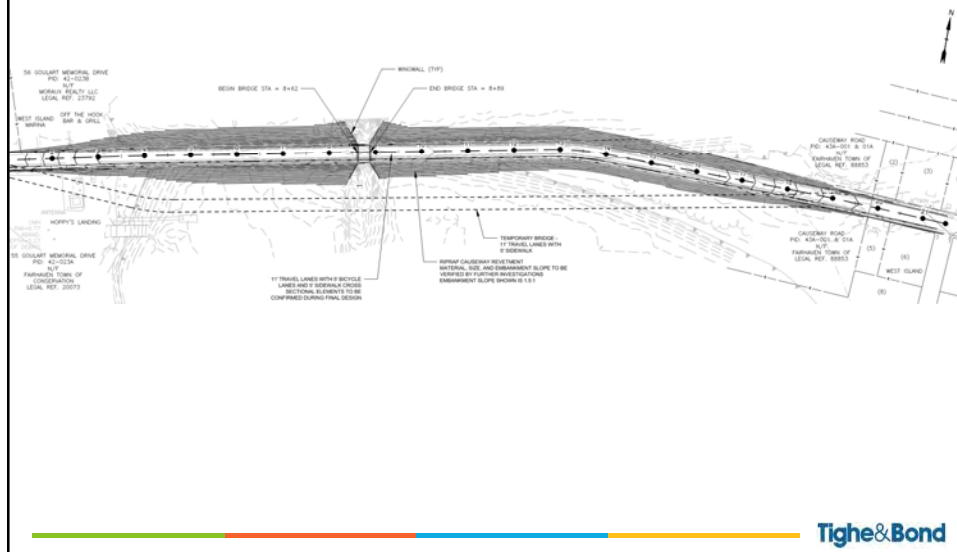 N
56 GOULART MEMORIAL DRIVE
PID: 42-023B
N/F
MORAUX REALTY LLC
LEGAL REF: 23792
WEST ISLAND
MARINA
OFF THE HOOK
BAR & GRILL
BEGIN BRIDGE STA = 8+62
WINGWALL (TYP)
END BRIDGE STA = 8+89
CAUSEWAY ROAD
PID: 43A-001 & 01A
N/F
FAIRHAVEN TOWN OF
LEGAL REF. 88853
(2)
(3)
ANTENNA
HOPPY'S LANDING
55 GOULART MEMORIAL DRIVE
PID: 42-023A
N/F
FAIRHAVEN TOWN OF
CONSERVATION
LEGAL REF. 20073
TEMPORARY BRIDGE -
11' TRAVEL LANES WITH
5' SIDEWALK
RIPRAP CAUSEWAY REVETMENT
MATERIAL, SIZE, AND EMBANKMENT SLOPE TO BE
VERIFIED BY FURTHER INVESTIGATIONS
EMBANKMENT SLOPE SHOWN IS 1.5:1
11' TRAVEL LANES WITH 5' BICYCLE
LANES AND 5' SIDEWALK CROSS
SECTIONAL ELEMENTS TO BE
CONFIRMED DURING FINAL DESIGN
CAUSEWAY ROAD
PID: 43A-001 & 01A
N/F
FAIRHAVEN TOWN OF
LEGAL REF. 88853
(5)
(6)
WEST ISLAND
(8)
Tighe&Bond